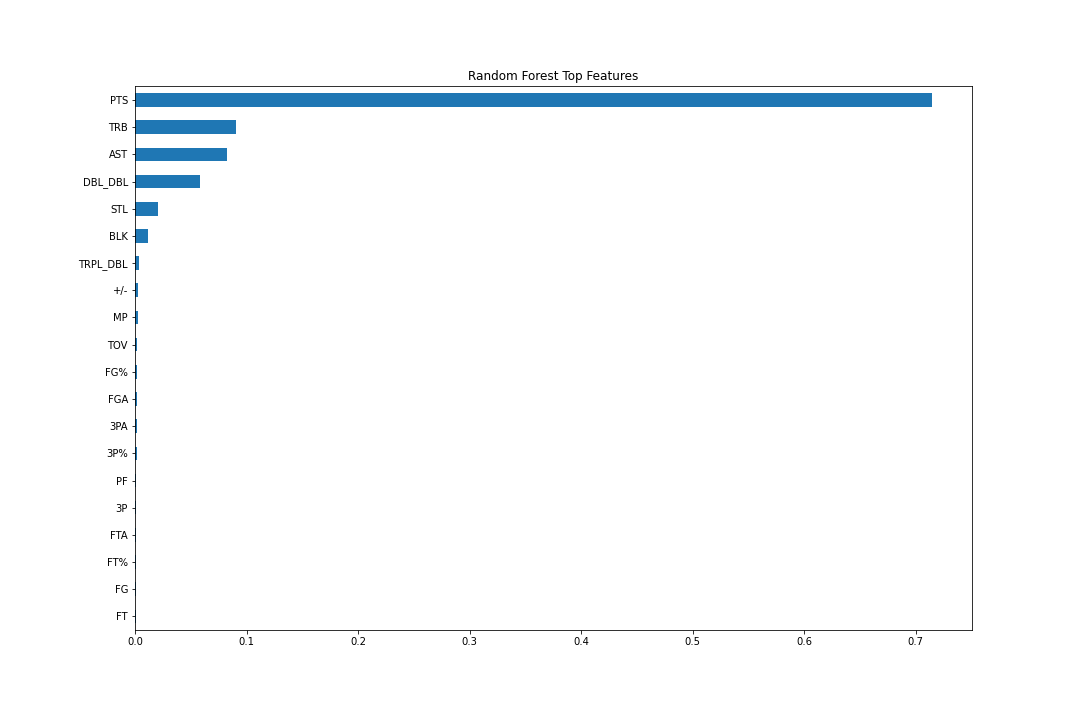 Random Forest Top Features
PTS
TRB
AST
DBL_DBL
STL
BLK
TRPL_DBL
+/-
MP
TOV
FG%
FGA
3PA
3P%
PF
3P
FTA
FT%
FG
FT
0.0 0.1 0.2 0.3 0.4 0.5 0.6 0.7